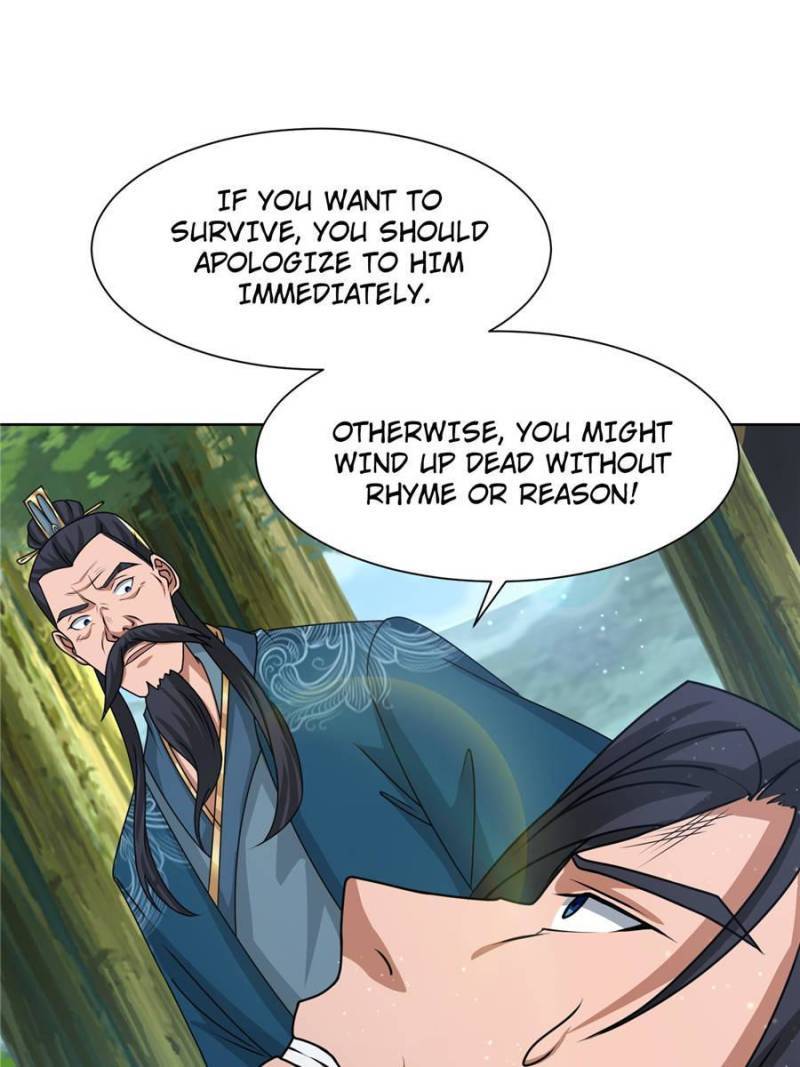 IF YOU WANT TO
SURVIVE, YOU SHOULD
APOLOGIZE TO HIM
IMMEDIATELY.
OTHERWISE, YOU MIGHT
WIND UP DEAD WITHOUT
RHYME OR REASON!